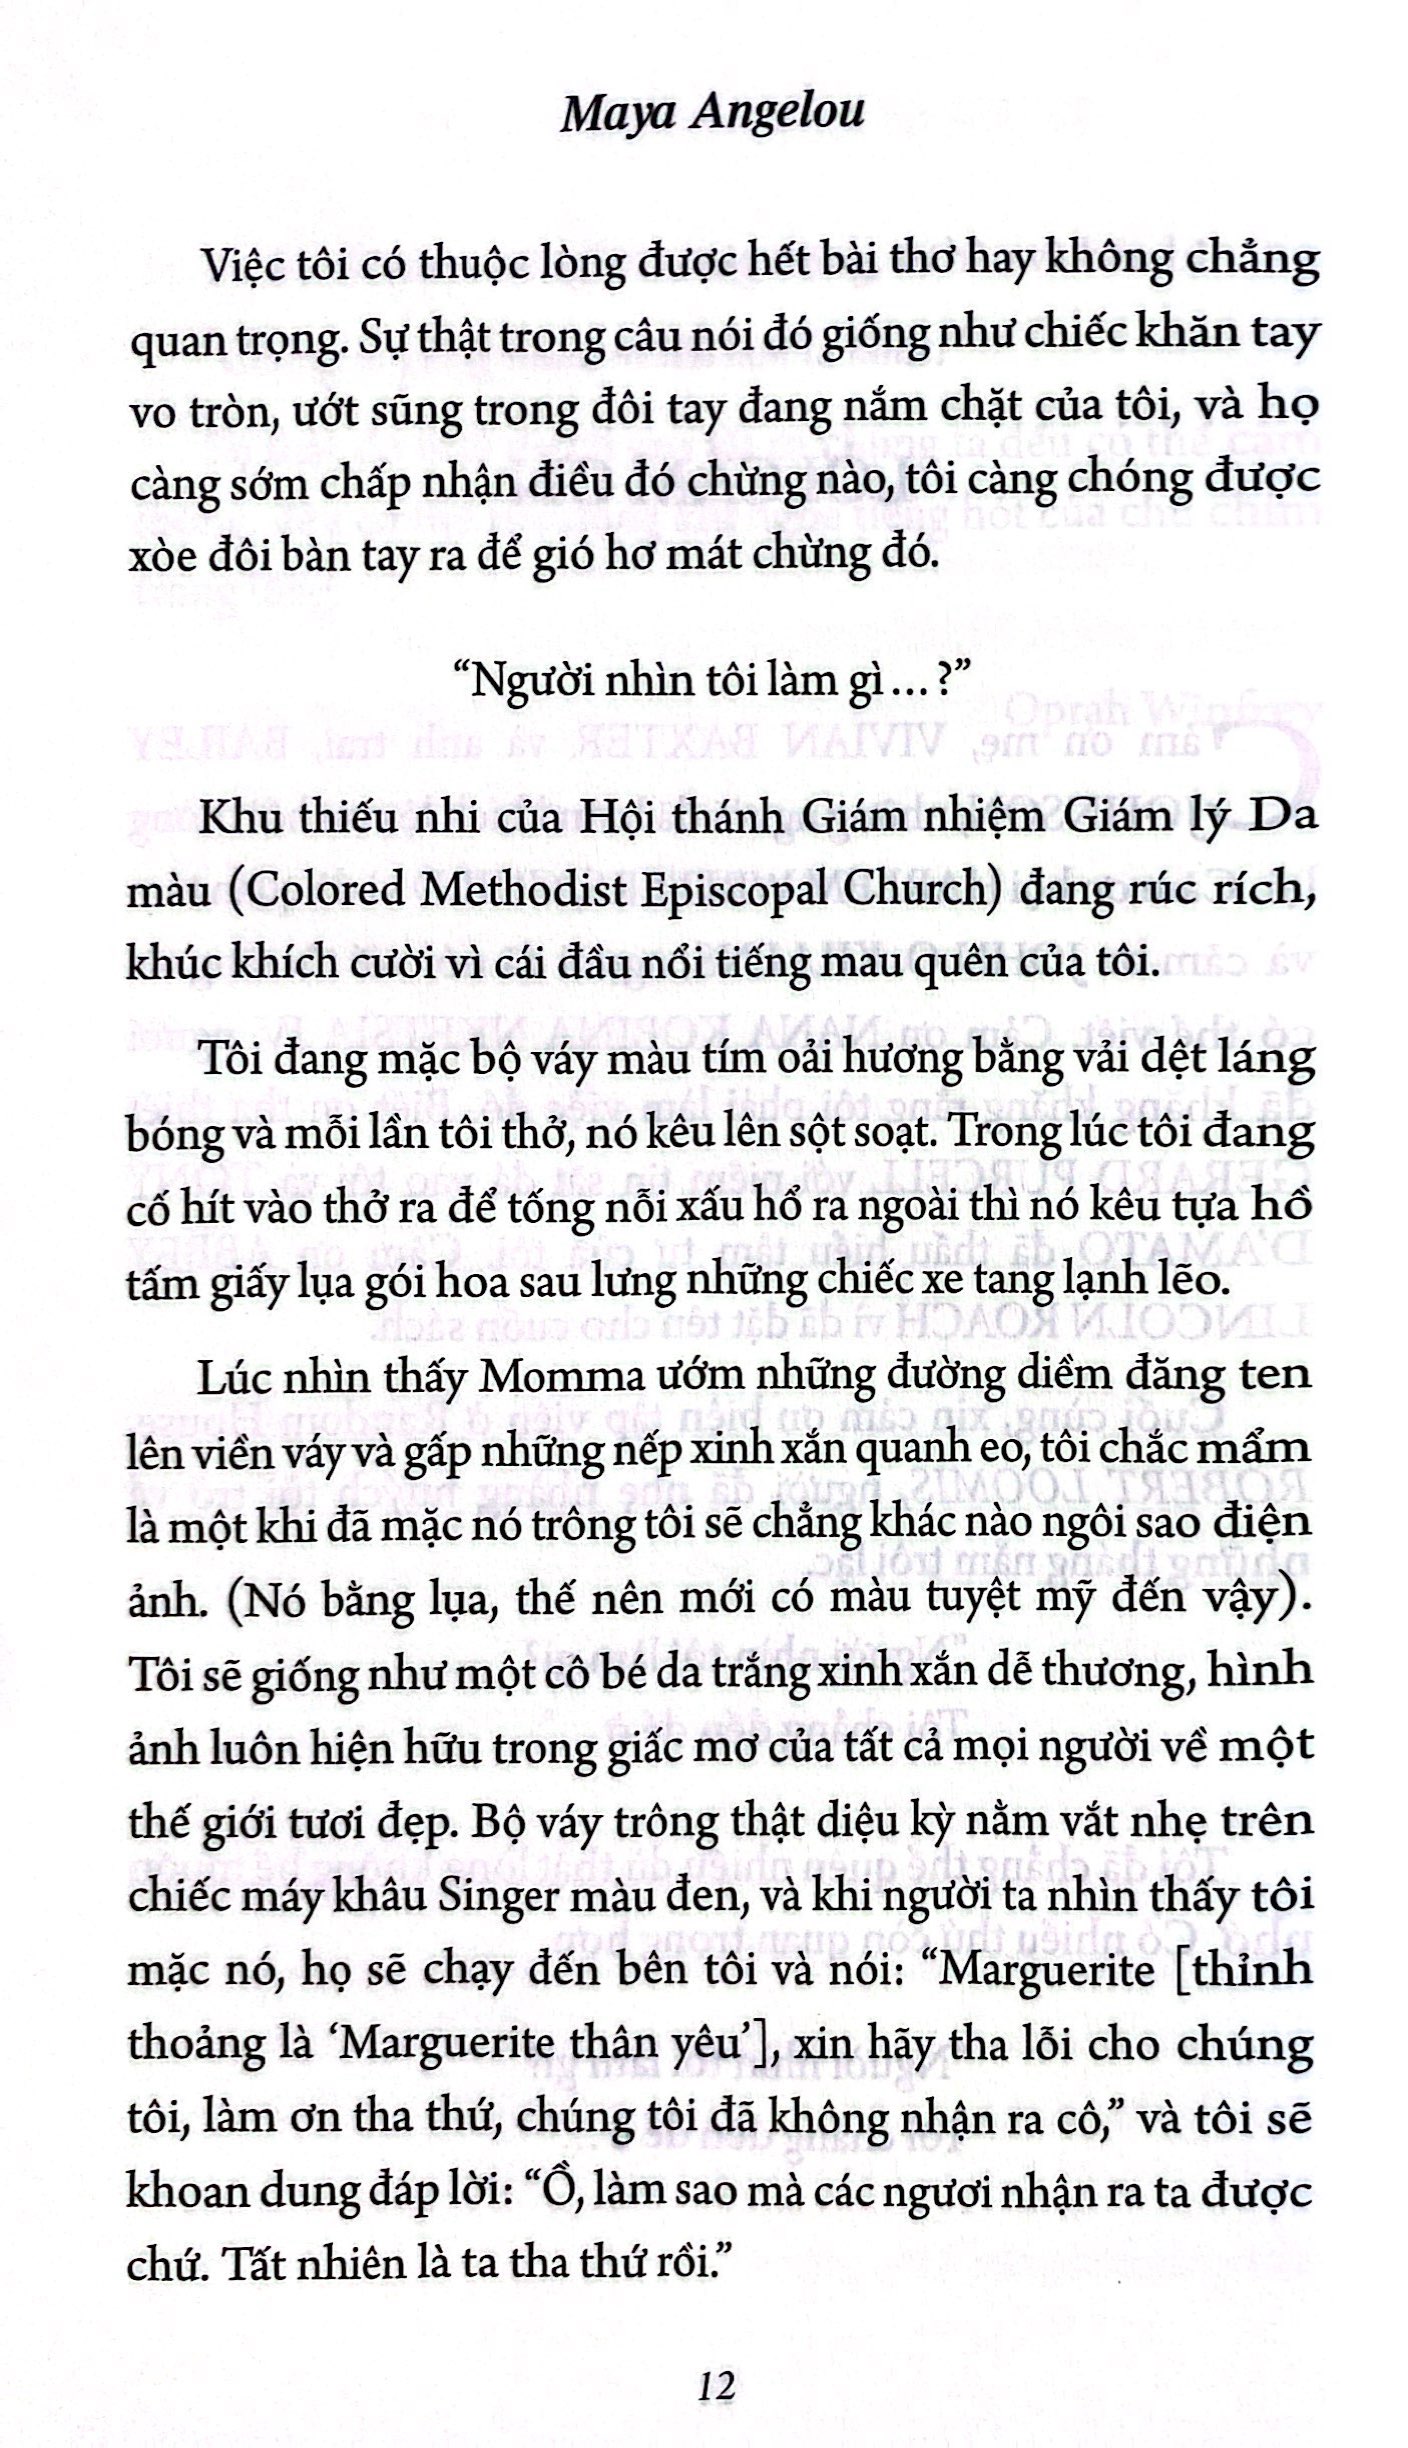 Maya Angelou
Việc tôi có thuộc lòng được hết bài thơ hay không chẳng
quan trọng. Sự thật trong câu nói đó giống như chiếc khăn tay
vo tròn, ướt sũng trong đôi tay đang nắm chặt của tôi, và họ
càng sớm chấp nhận điều đó chừng nào, tôi càng chóng được
xòe đôi bàn tay ra để gió hơ mát chừng đó.
“Người nhìn tôi làm gì...?”
Khu thiếu nhi của Hội thánh Giám nhiệm Giám lý Da
màu (Colored Methodist Episcopal Church) đang rúc rích,
khúc khích cười vì cái đầu nổi tiếng mau quên của tôi.
Tôi đang mặc bộ váy màu tím oải hương bằng vải dệt láng
bóng và mỗi lần tôi thở, nó kêu lên sột soạt. Trong lúc tôi đang
cố hít vào thở ra để tống nỗi xấu hổ ra ngoài thì nó kêu tựa hồ
tấm giấy lụa gói hoa sau lưng những chiếc xe tang lạnh lẽo.
Lúc nhìn thấy Momma ướm những đường diềm đăng ten
lên viền váy và gấp những nếp xinh xắn quanh eo, tôi chắc mẩm
là một khi đã mặc nó trông tôi sẽ chẳng khác nào ngôi sao điện
ảnh. (Nó bằng lụa, thế nên mới có màu tuyệt mỹ đến vậy).
Tôi sẽ giống như một cô bé da trắng xinh xắn dễ thương, hình
ảnh luôn hiện hữu trong giấc mơ của tất cả mọi người về một
thế giới tươi đẹp. Bộ váy trông thật diệu kỳ nằm vắt nhẹ trên
chiếc máy khâu Singer màu đen, và khi người ta nhìn thấy tôi
mặc nó, họ sẽ chạy đến bên tôi và nói: “Marguerite [thỉnh
thoảng là ‘Marguerite thân yêu’], xin hãy tha lỗi cho chúng
tôi, làm ơn tha thứ, chúng tôi đã không nhận ra cô,” và tôi sẽ
khoan dung đáp lời: “Ồ, làm sao mà các ngươi nhận ra ta được
chứ. Tất nhiên là ta tha thứ rồi.”
12